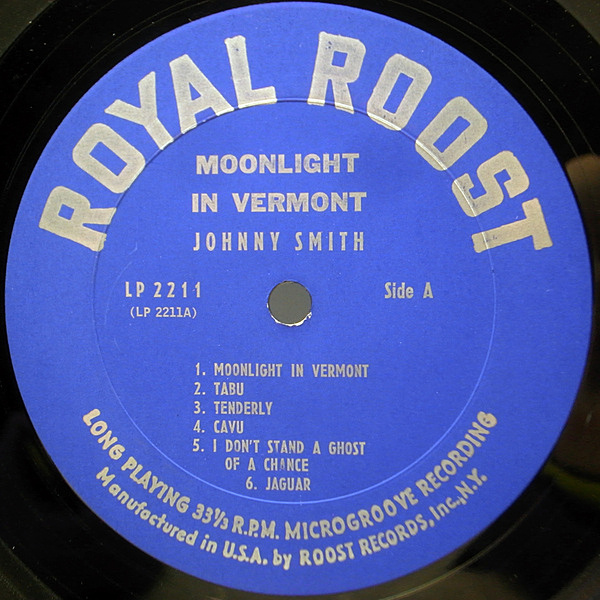 ROYAL ROOST
MOONLIGHT
IN VERMONT
JOHNNY SMITH
LP 2211
(LP 2211A)
Side A
1. MOONLIGHT IN VERMONT
2. TABU
3. TENDERLY
4. CAVU
5. I DON'T STAND A GHOST
OF A CHANCE
6. JAGUAR
LONG PLAYING 33⅓ R.P.M. MICROGROOVE RECORDING
Manufactured in U.S.A. by ROOST RECORDS, Inc., N.Y.